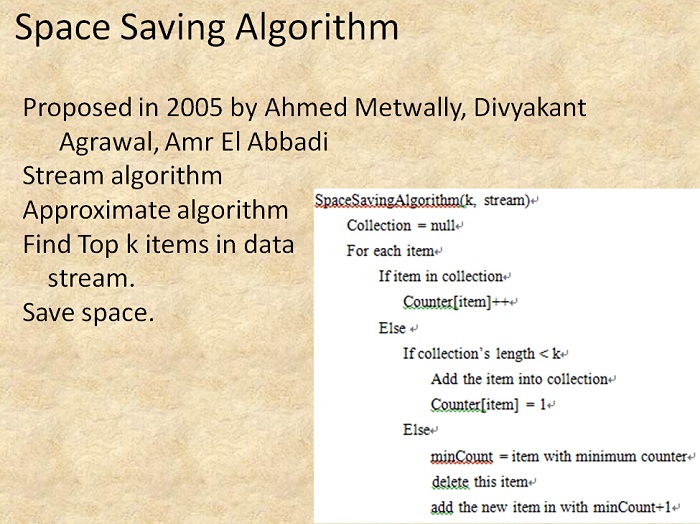 Space Saving Algorithm
Proposed in 2005 by Ahmed Metwally, Divyakant
Agrawal, Amr El Abbadi
Stream algorithm
Approximate algorithm
Find Top k items in data
stream.
Save space.
SpaceSavingAlgorithm(k, stream)↵
Collection = null↵
For each item↵
If item in collection↵
Counter[item]++↵
Else ↵
If collection's length < k↵
Add the item into collection↵
Counter[item] = 1↵
Else↵
minCount = item with minimum counter↵
delete this item↵
add the new item in with minCount+1↵